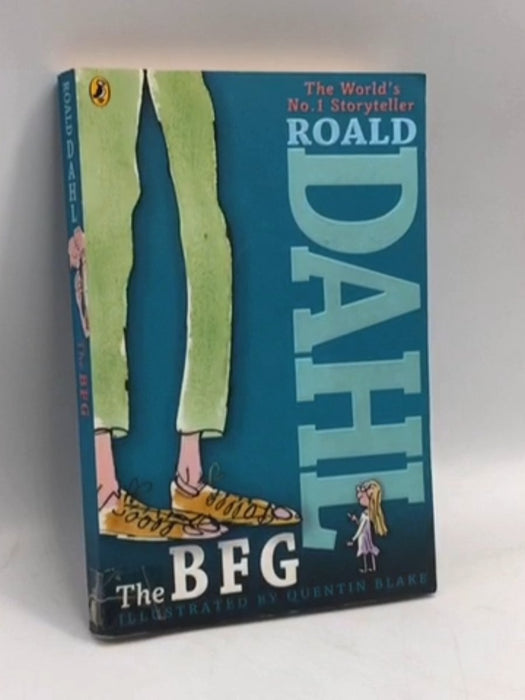 ROALD DAHL The BFG
The World's
No.1 Storyteller
ROALD
DAHL
The BFG
ILLUSTRATED BY QUENTIN BLAKE